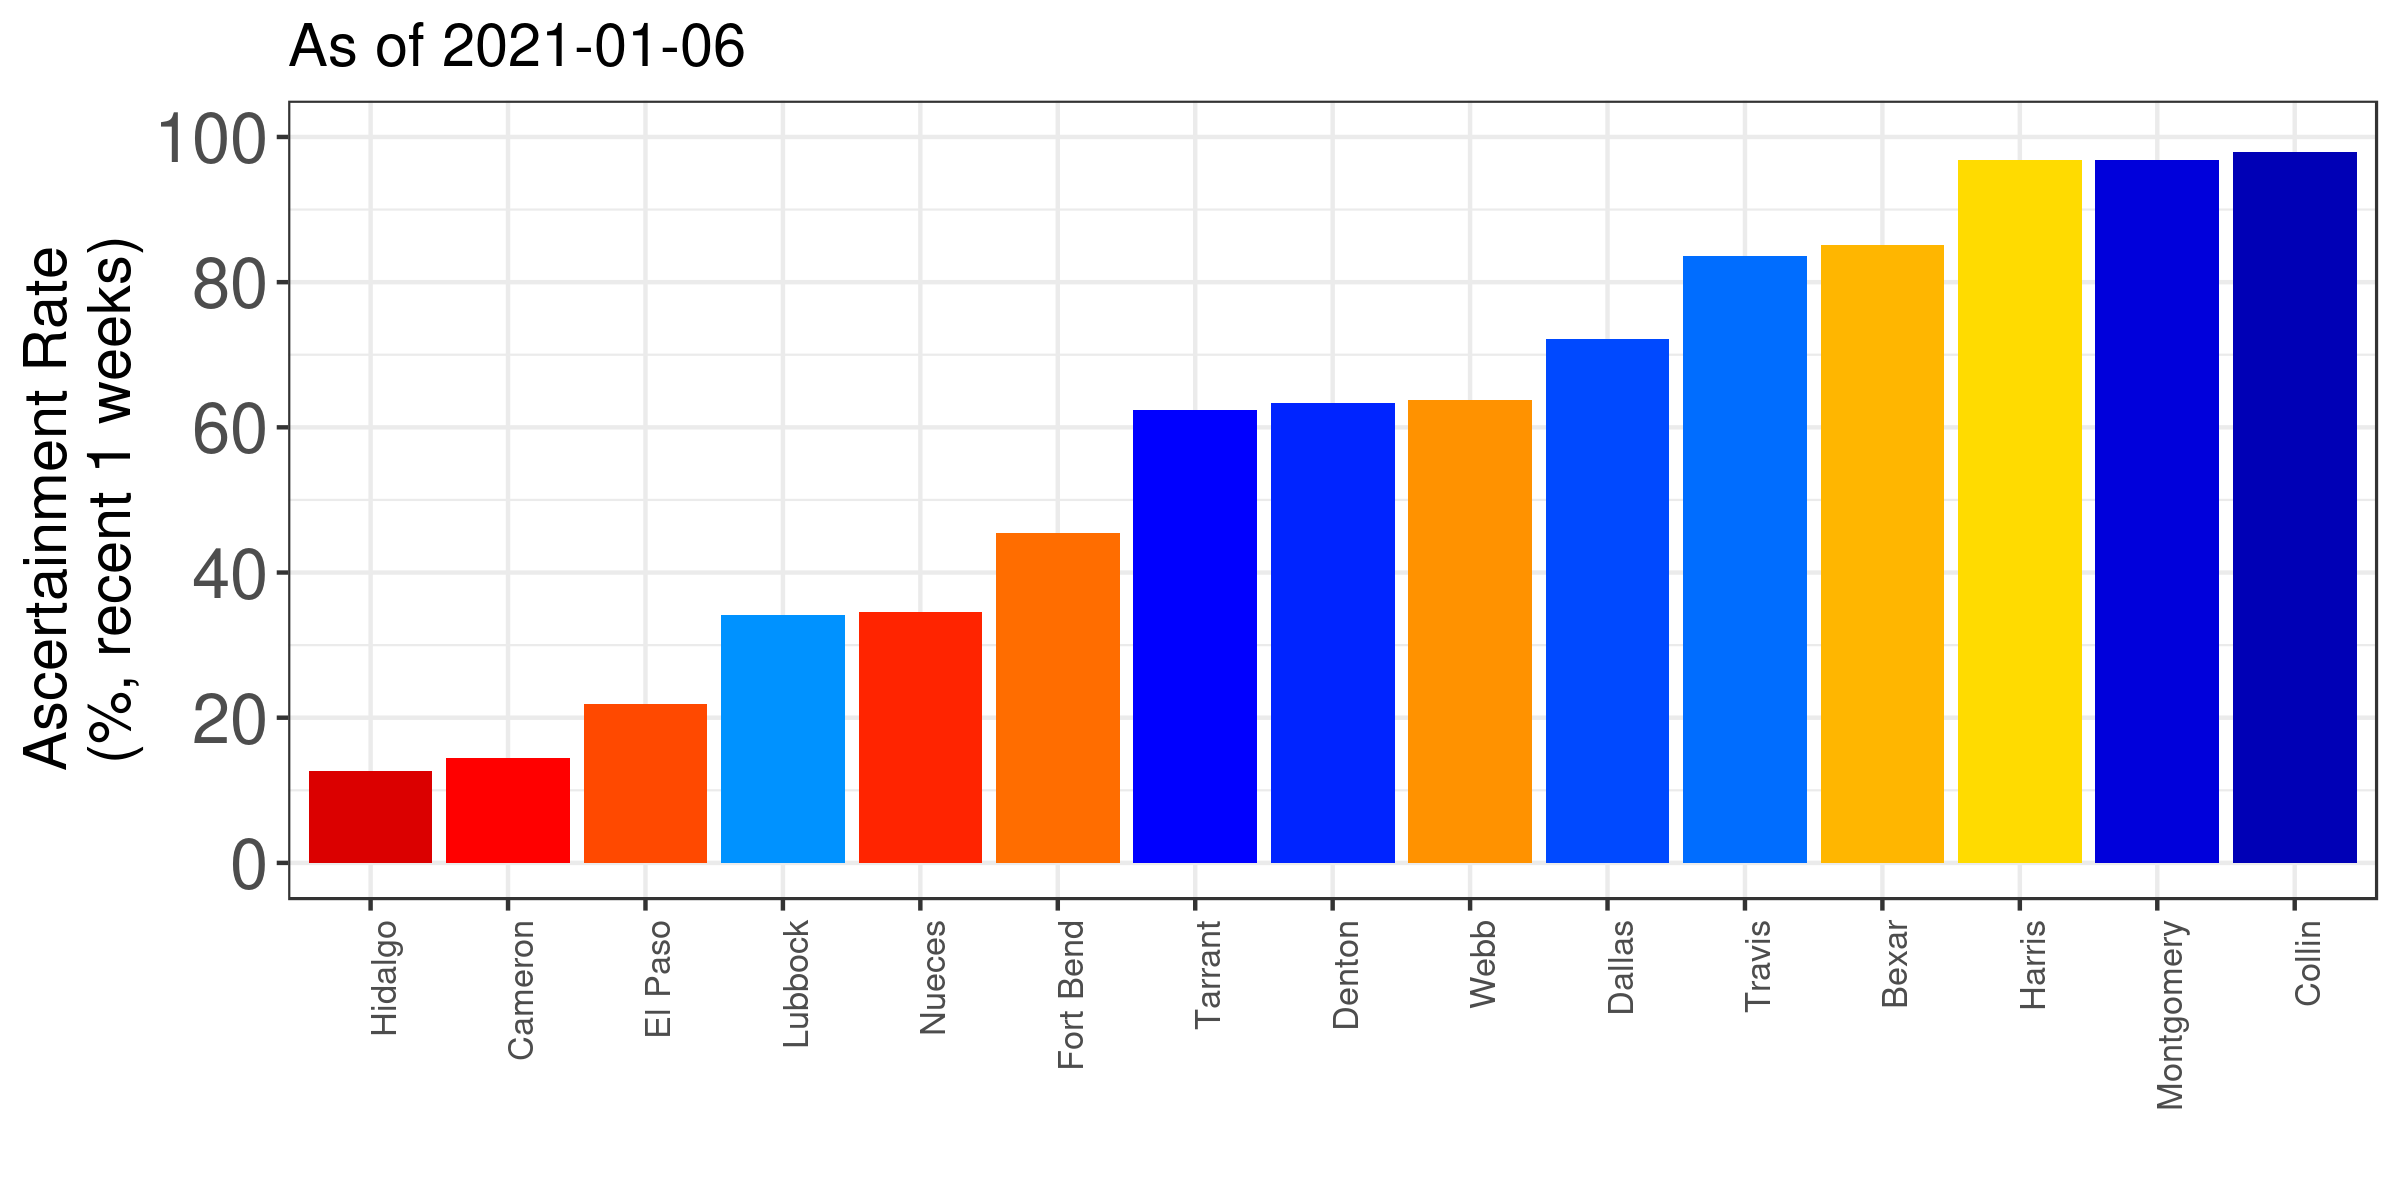 As of 2021-01-06
Ascertainment Rate
(%, recent 1 weeks)
100
80
60
40
20
0
Hidalgo
Cameron
El Paso
Lubbock
Nueces
Fort Bend
Tarrant
Denton
Webb
Dallas
Travis
Bexar
Harris
Montgomery
Collin